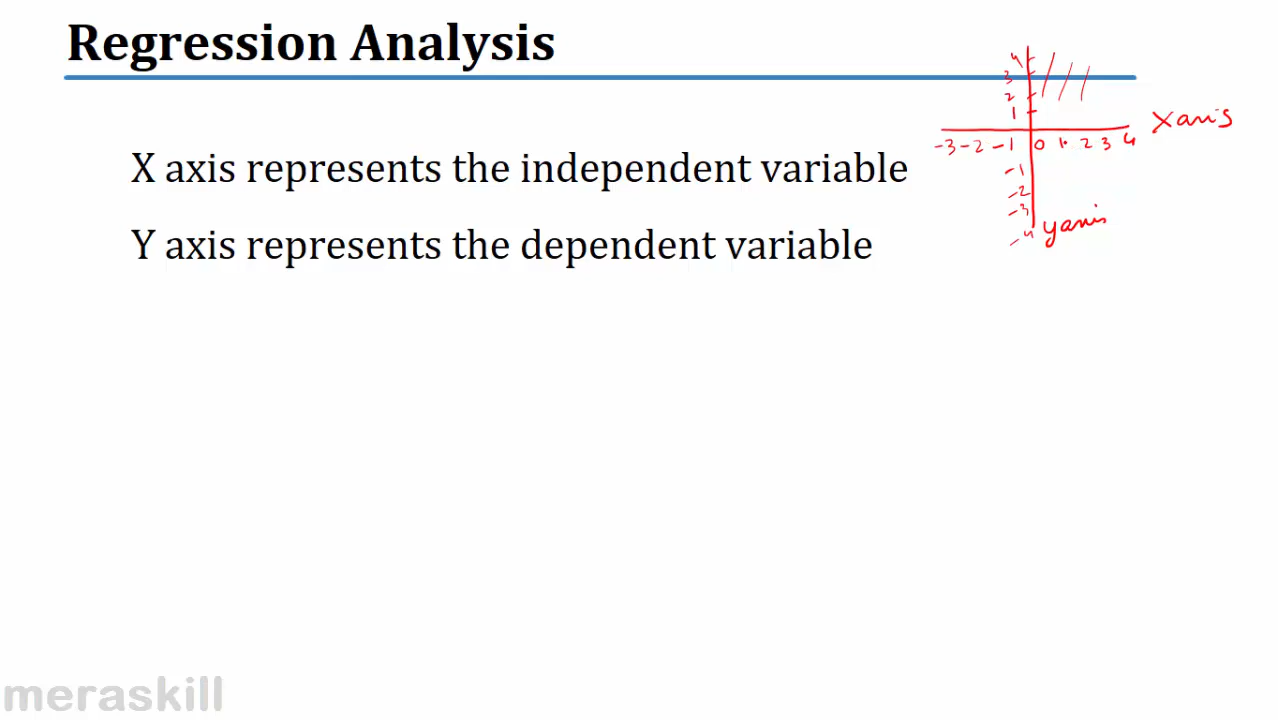 Regression Analysis
4
3
2
1
X axis
-3 -2 -1 0 1 2 3 4
X axis represents the independent variable
-1
-2
-3
-4
y axis
Y axis represents the dependent variable
meraskill